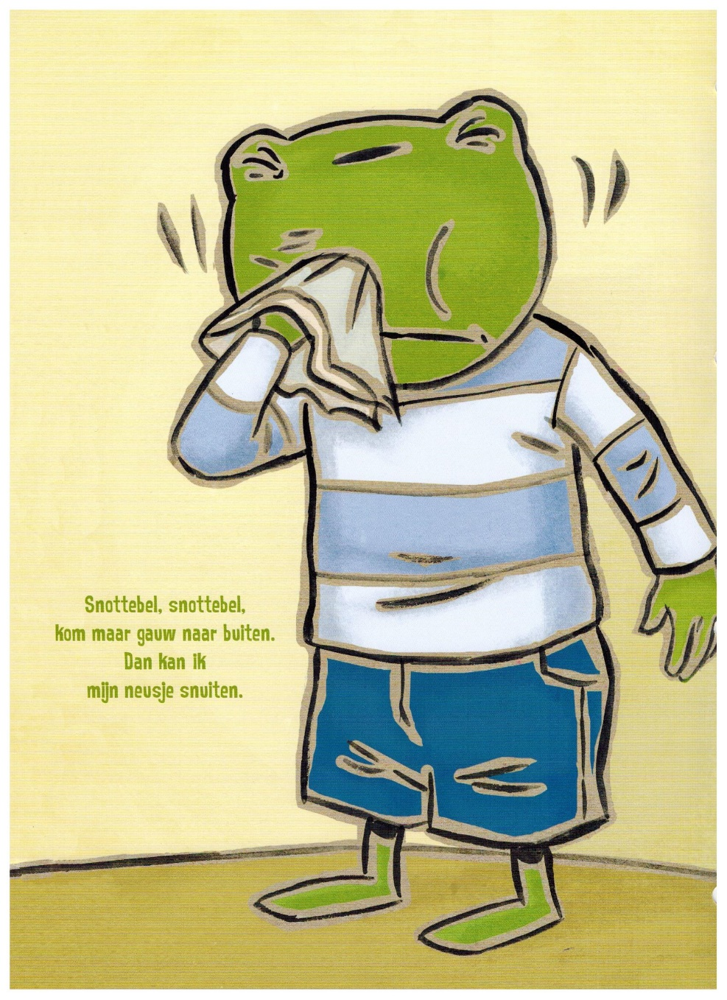 Snottebel, snottebel,
kom maar gauw naar buiten.
Dan kan ik
mijn neusje snuiten.